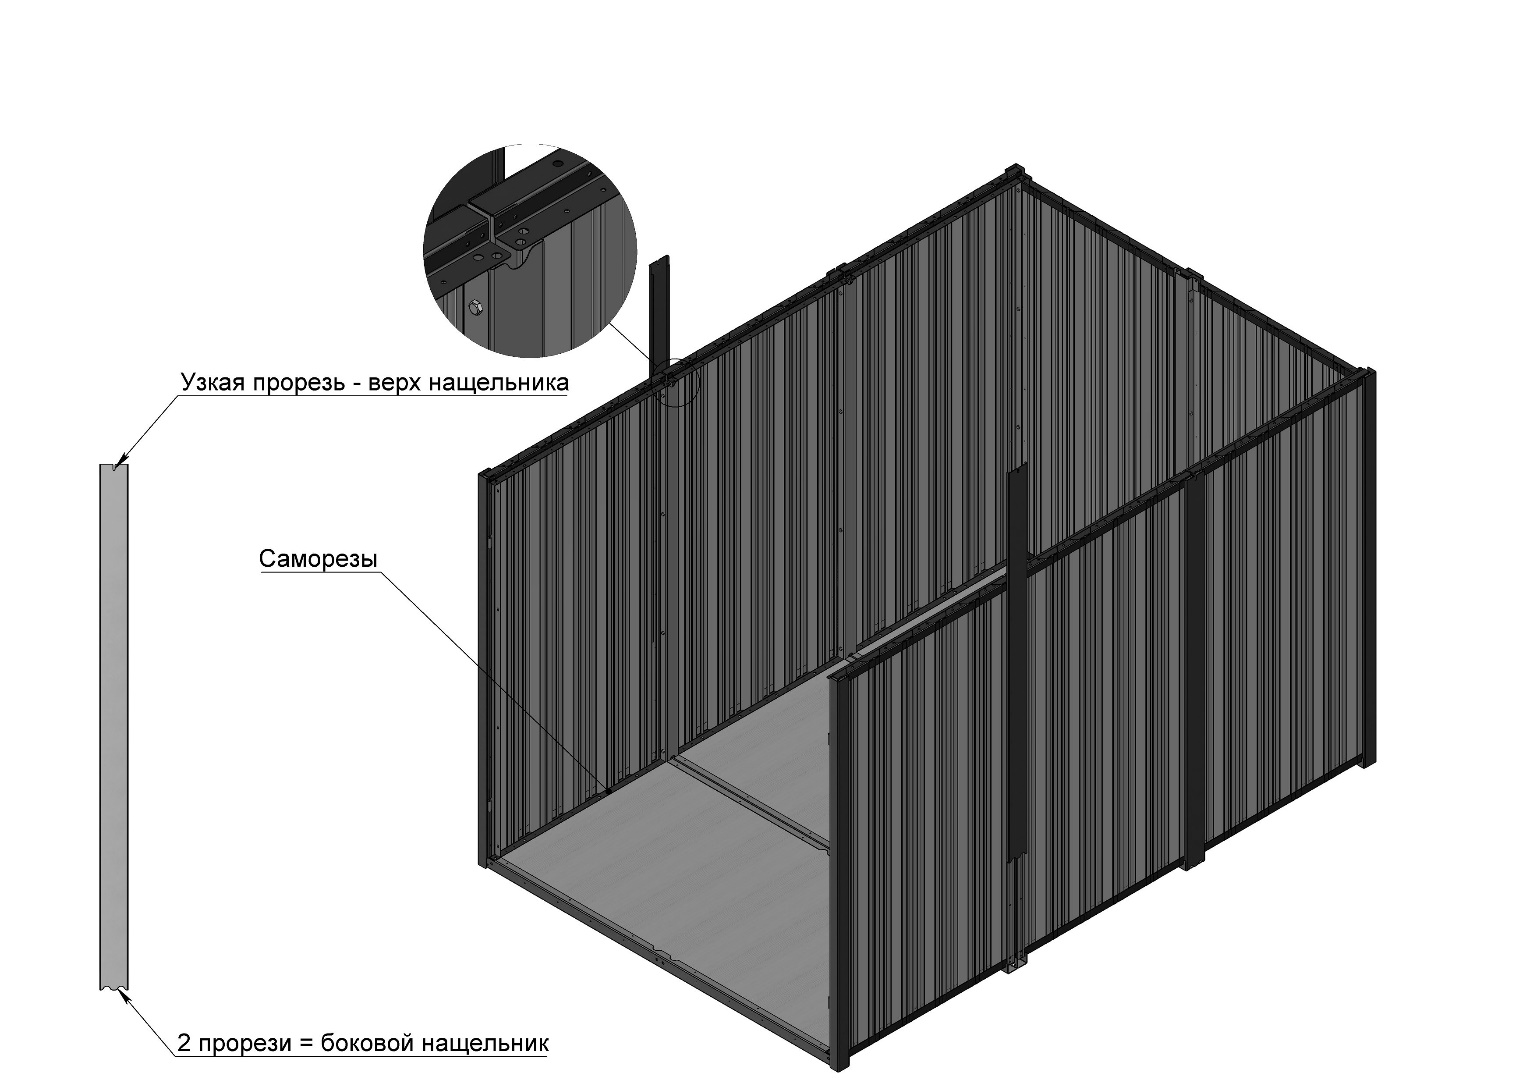 Узкая прорезь - верх нащельника
Саморезы
2 прорези = боковой нащельник